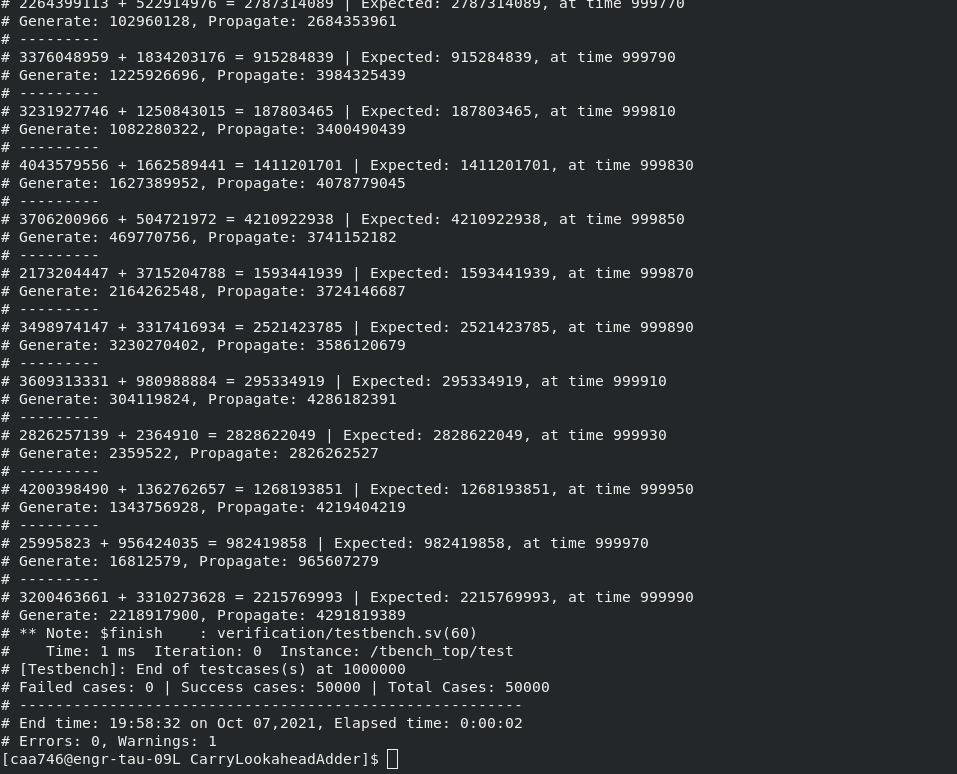 # 2264399113 + 522914976 = 2787314089 | Expected: 2787314089, at time 999770
# Generate: 102960128, Propagate: 2684353961
# ---------
# 3376048959 + 1834203176 = 915284839 | Expected: 915284839, at time 999790
# Generate: 1225926696, Propagate: 3984325439
# ---------
# 3231927746 + 1250843015 = 187803465 | Expected: 187803465, at time 999810
# Generate: 1082280322, Propagate: 3400490439
# ---------
# 4043579556 + 1662589441 = 1411201701 | Expected: 1411201701, at time 999830
# Generate: 1627389952, Propagate: 4078779045
# ---------
# 3706200966 + 504721972 = 4210922938 | Expected: 4210922938, at time 999850
# Generate: 469770756, Propagate: 3741152182
# ---------
# 2173204447 + 3715204788 = 1593441939 | Expected: 1593441939, at time 999870
# Generate: 2164262548, Propagate: 3724146687
# ---------
# 3498974147 + 3317416934 = 2521423785 | Expected: 2521423785, at time 999890
# Generate: 3230270402, Propagate: 3586120679
# ---------
# 3609313331 + 980988884 = 295334919 | Expected: 295334919, at time 999910
# Generate: 304119824, Propagate: 4286182391
# ---------
# 2826257139 + 2364910 = 2828622049 | Expected: 2828622049, at time 999930
# Generate: 2359522, Propagate: 2826262527
# ---------
# 4200398490 + 1362762657 = 1268193851 | Expected: 1268193851, at time 999950
# Generate: 1343756928, Propagate: 4219404219
# ---------
# 25995823 + 956424035 = 982419858 | Expected: 982419858, at time 999970
# Generate: 16812579, Propagate: 965607279
# ---------
# 3200463661 + 3310273628 = 2215769993 | Expected: 2215769993, at time 999990
# Generate: 2218917900, Propagate: 4291819389
# ** Note: $finish    : verification/testbench.sv(60)
#    Time: 1 ms  Iteration: 0  Instance: /tbench_top/test
# [Testbench]: End of testcases(s) at 1000000
# Failed cases: 0 | Success cases: 50000 | Total Cases: 50000
# --------------------------------------------------------
# End time: 19:58:32 on Oct 07,2021, Elapsed time: 0:00:02
# Errors: 0, Warnings: 1
[caa746@engr-tau-09L CarryLookaheadAdder]$